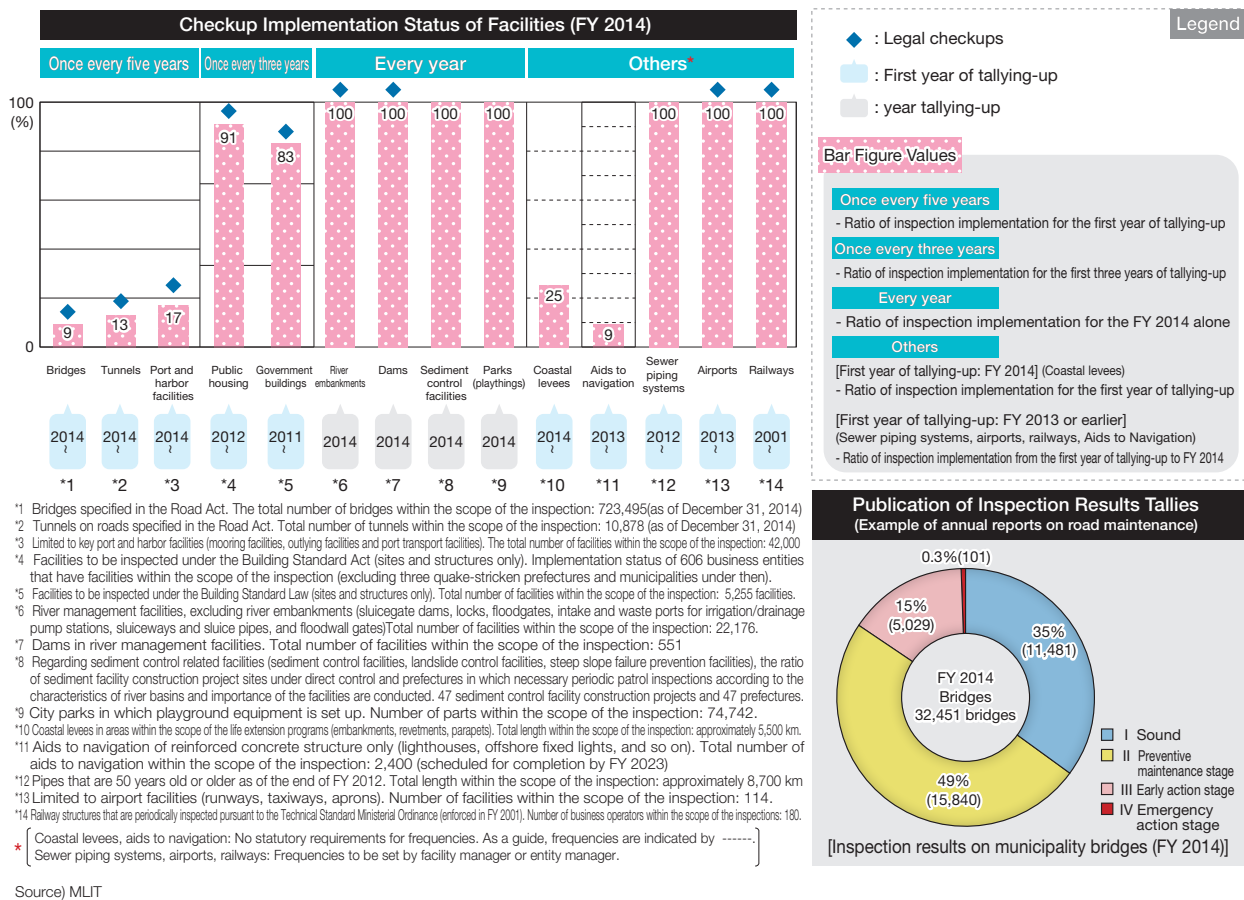 Checkup Implementation Status of Facilities (FY 2014)
Once every five years
Once every three years
Every year
Others*
100
(%)
0
9
13
17
91
83
100
100
100
100
25
9
100
100
100
Bridges
Tunnels
Port and
harbor
facilities
Public
housing
Government
buildings
River
embankments
Dams
Sediment
control
facilities
Parks
(playthings)
Coastal
levees
Aids to
navigation
Sewer
piping
systems
Airports
Railways
2014
~
2014
~
2014
~
2012
~
2011
~
2014
2014
2014
2014
2014
~
2013
~
2012
~
2013
~
2001
~
*1
*2
*3
*4
*5
*6
*7
*8
*9
*10
*11
*12
*13
*14
*1 Bridges specified in the Road Act. The total number of bridges within the scope of the inspection: 723,495(as of December 31, 2014)
*2 Tunnels on roads specified in the Road Act. Total number of tunnels within the scope of the inspection: 10,878 (as of December 31, 2014)
*3 Limited to key port and harbor facilities (mooring facilities, outlying facilities and port transport facilities). The total number of facilities within the scope of the inspection: 42,000
*4 Facilities to be inspected under the Building Standard Act (sites and structures only). Implementation status of 606 business entities
that have facilities within the scope of the inspection (excluding three quake-stricken prefectures and municipalities under then).
*5 Facilities to be inspected under the Building Standard Law (sites and structures only). Total number of facilities within the scope of the inspection: 5,255 facilities.
*6 River management facilities, excluding river embankments (sluicegate dams, locks, floodgates, intake and waste ports for irrigation/drainage
pump stations, sluiceways and sluice pipes, and floodwall gates)Total number of facilities within the scope of the inspection: 22,176.
*7 Dams in river management facilities. Total number of facilities within the scope of the inspection: 551
*8 Regarding sediment control related facilities (sediment control facilities, landslide control facilities, steep slope failure prevention facilities), the ratio
of sediment facility construction project sites under direct control and prefectures in which necessary periodic patrol inspections according to the
characteristics of river basins and importance of the facilities are conducted. 47 sediment control facility construction projects and 47 prefectures.
*9 City parks in which playground equipment is set up. Number of parts within the scope of the inspection: 74,742.
*10 Coastal levees in areas within the scope of the life extension programs (embankments, revetments, parapets). Total length within the scope of the inspection: approximately 5,500 km.
*11 Aids to navigation of reinforced concrete structure only (lighthouses, offshore fixed lights, and so on). Total number of
aids to navigation within the scope of the inspection: 2,400 (scheduled for completion by FY 2023)
*12 Pipes that are 50 years old or older as of the end of FY 2012. Total length within the scope of the inspection: approximately 8,700 km
*13 Limited to airport facilities (runways, taxiways, aprons). Number of facilities within the scope of the inspection: 114.
*14 Railway structures that are periodically inspected pursuant to the Technical Standard Ministerial Ordinance (enforced in FY 2001). Number of business operators within the scope of the inspections: 180.
* Coastal levees, aids to navigation: No statutory requirements for frequencies. As a guide, frequencies are indicated by ------.
Sewer piping systems, airports, railways: Frequencies to be set by facility manager or entity manager.
Source) MLIT
Legend
: Legal checkups
: First year of tallying-up
: year tallying-up
Bar Figure Values
Once every five years
- Ratio of inspection implementation for the first year of tallying-up
Once every three years
- Ratio of inspection implementation for the first three years of tallying-up
Every year
- Ratio of inspection implementation for the FY 2014 alone
Others
[First year of tallying-up: FY 2014] (Coastal levees)
- Ratio of inspection implementation for the first year of tallying-up
[First year of tallying-up: FY 2013 or earlier]
(Sewer piping systems, airports, railways, Aids to Navigation)
- Ratio of inspection implementation from the first year of tallying-up to FY 2014
Publication of Inspection Results Tallies
(Example of annual reports on road maintenance)
0.3%(101)
15%
(5,029)
35%
(11,481)
FY 2014
Bridges
32,451 bridges
49%
(15,840)
I Sound
II Preventive
maintenance stage
III Early action stage
IV Emergency
action stage
[Inspection results on municipality bridges (FY 2014)]